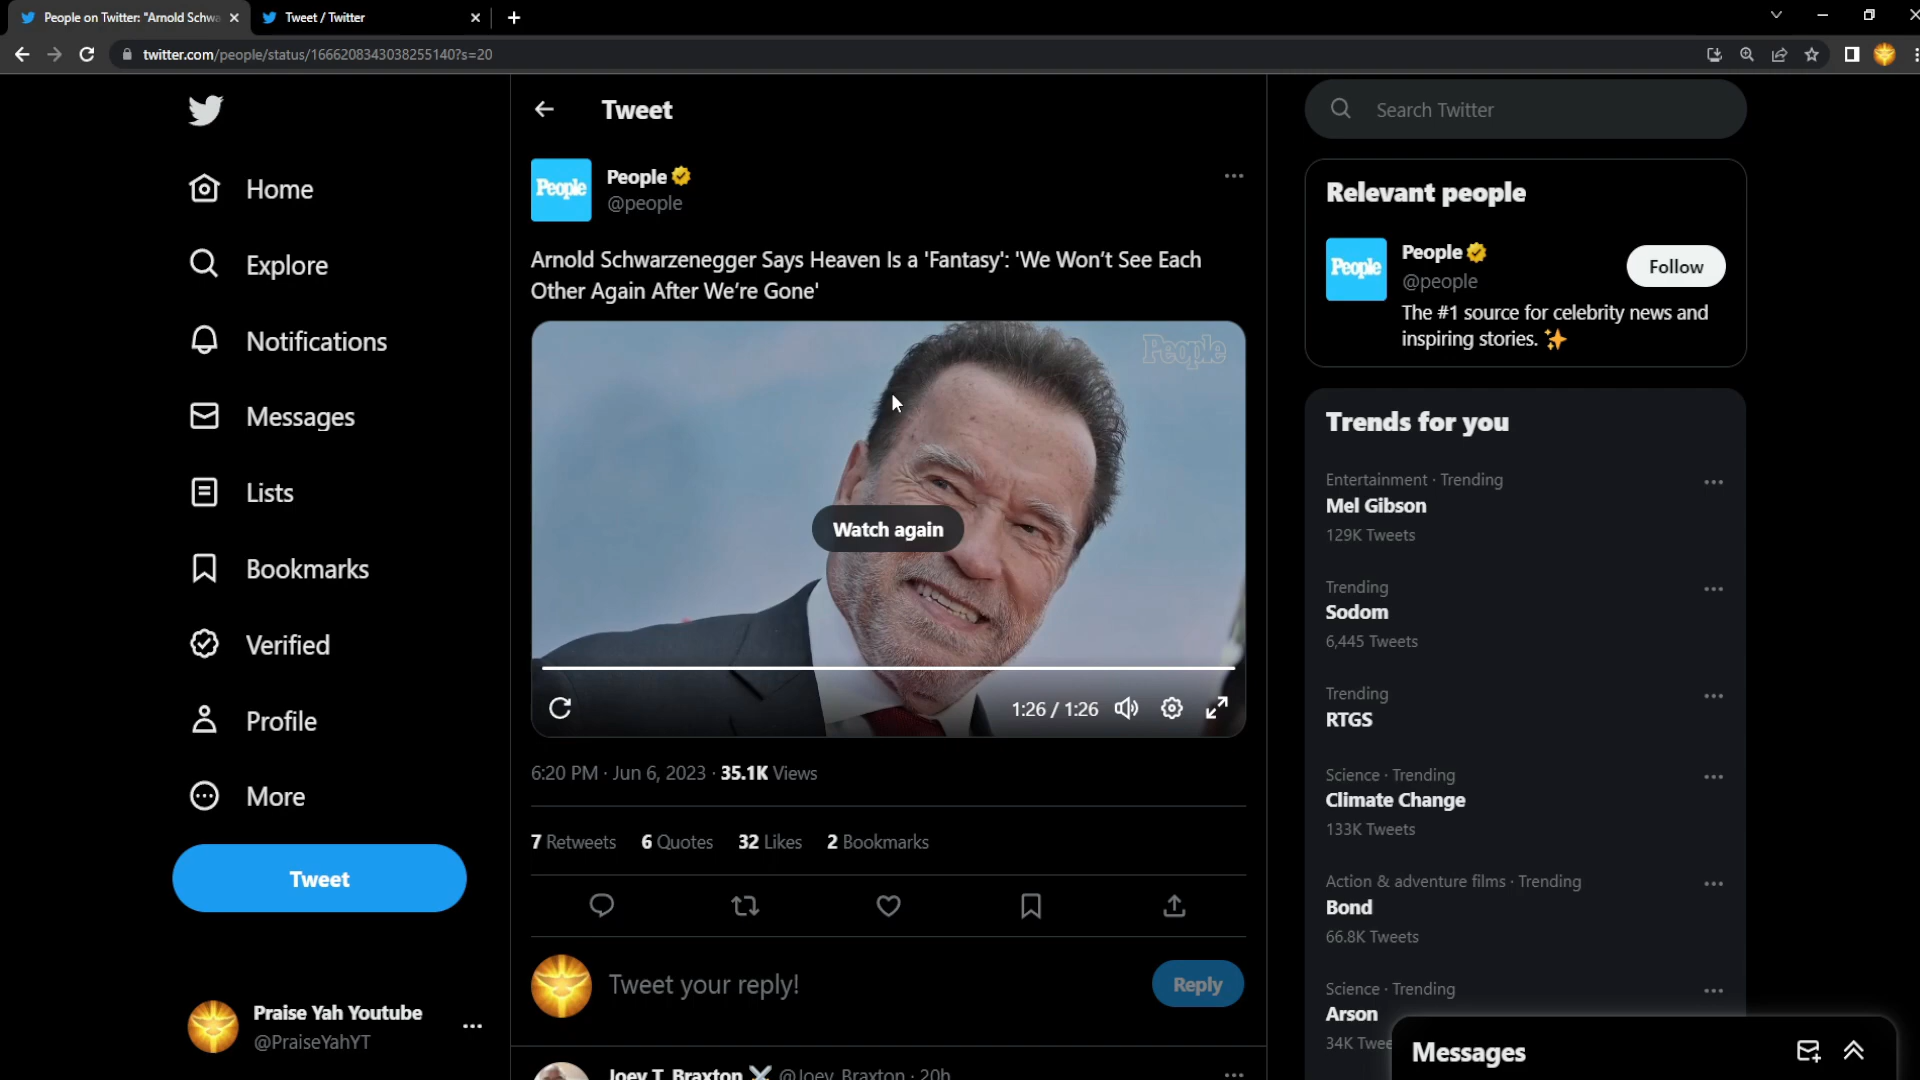 People on Twitter: "Arnold Schwa
Tweet / Twitter
twitter.com/people/status/1666208343038255140?s=20
Home
Explore
Notifications
Messages
Lists
Bookmarks
Verified
Profile
More
Tweet
Praise Yah Youtube
@PraiseYahYT
Tweet
People
People
@people
Arnold Schwarzenegger Says Heaven Is a 'Fantasy': 'We Won't See Each
Other Again After We're Gone'
People
Watch again
1:26 / 1:26
6:20 PM · Jun 6, 2023 · 35.1K Views
7 Retweets 6 Quotes 32 Likes 2 Bookmarks
Tweet your reply!
Reply
Joey T. Braxton @Joey_Braxton · 20h
Search Twitter
Relevant people
People
People
@people
Follow
The #1 source for celebrity news and
inspiring stories.
Trends for you
Entertainment · Trending
Mel Gibson
129K Tweets
Trending
Sodom
6,445 Tweets
Trending
RTGS
Science · Trending
Climate Change
133K Tweets
Action & adventure films · Trending
Bond
66.8K Tweets
Science · Trending
Arson
34K Twee
Messages